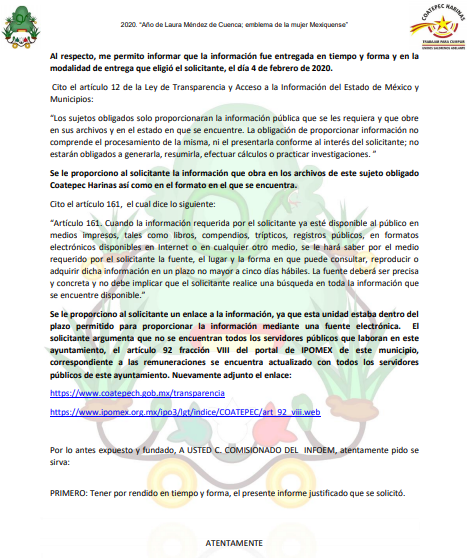 2020. “Año de Laura Méndez de Cuenca; emblema de la mujer Mexiquense”
COATEPEC HARINAS
TRABAJAR PARA CUMPLIR
Al respecto, me permito informar que la información fue entregada en tiempo y forma y en la
modalidad de entrega que eligió el solicitante, el día 4 de febrero de 2020.
Cito el artículo 12 de la Ley de Transparencia y Acceso a la Información del Estado de México y
Municipios:
“Los sujetos obligados solo proporcionaran la información pública que se les requiera y que obre
en sus archivos y en el estado en que se encuentre. La obligación de proporcionar información no
comprende el procesamiento de la misma, ni el presentarla conforme al interés del solicitante; no
estarán obligados a generarla, resumirla, efectuar cálculos o practicar investigaciones. ”
Se le proporciono al solicitante la información que obra en los archivos de este sujeto obligado
Coatepec Harinas así como en el formato en el que se encuentra.
Cito el artículo 161, el cual dice lo siguiente:
“Artículo 161. Cuando la información requerida por el solicitante ya esté disponible al público en
medios impresos, tales como libros, compendios, trípticos, registros públicos, en formatos
electrónicos disponibles en Internet o en cualquier otro medio, se le hará saber por el medio
requerido por el solicitante la fuente, el lugar y la forma en que puede consultar, reproducir o
adquirir dicha información en un plazo no mayor a cinco días hábiles. La fuente deberá ser precisa
y concreta y no debe implicar que el solicitante realice una búsqueda en toda la información que
se encuentre disponible.”
Se le proporciono al solicitante un enlace a la información, ya que esta unidad estaba dentro del
plazo permitido para proporcionar la información mediante una fuente electrónica. El
solicitante argumenta que no se encuentran todos los servidores públicos que laboran en este
ayuntamiento, el artículo 92 fracción VIII del portal de IPOMEX de este municipio,
correspondiente a las remuneraciones se encuentra actualizado con todos los servidores
públicos de este ayuntamiento. Nuevamente adjunto el enlace:
https://www.coatepech.gob.mx/transparencia
https://www.ipomex.org.mx/ipo3/lgt/indice/COATEPEC/art_92_viii.web
Por lo antes expuesto y fundado, A USTED C. COMISIONADO DEL INFOEM, atentamente pido se
sirva:
PRIMERO: Tener por rendido en tiempo y forma, el presente informe justificado que se solicitó.
ATENTAMENTE